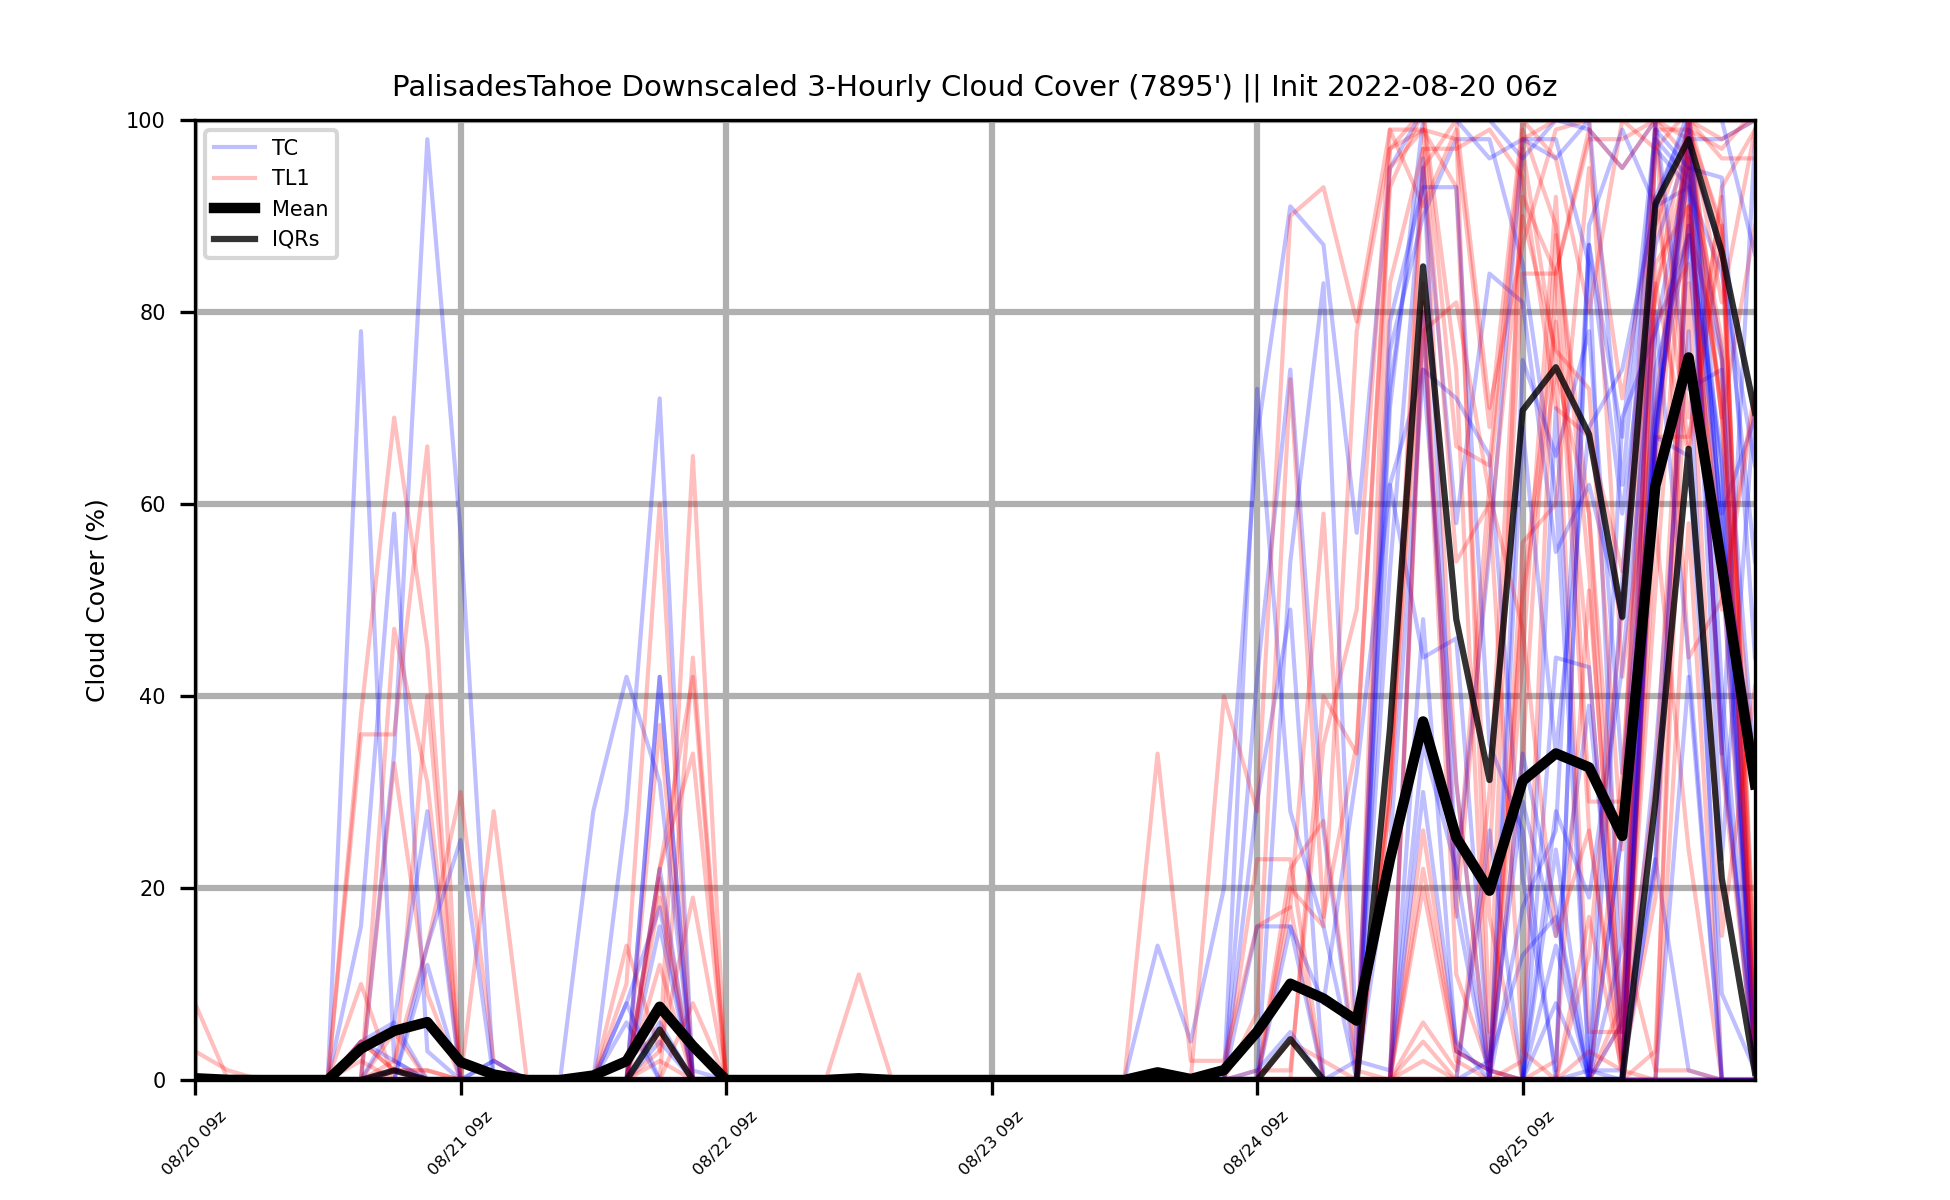 PalisadesTahoe Downscaled 3-Hourly Cloud Cover (7895') || Init 2022-08-20 06z
Cloud Cover (%)
100
80
60
40
20
0
TC
TL1
Mean
IQRs
08/20 09z
08/21 09z
08/22 09z
08/23 09z
08/24 09z
08/25 09z